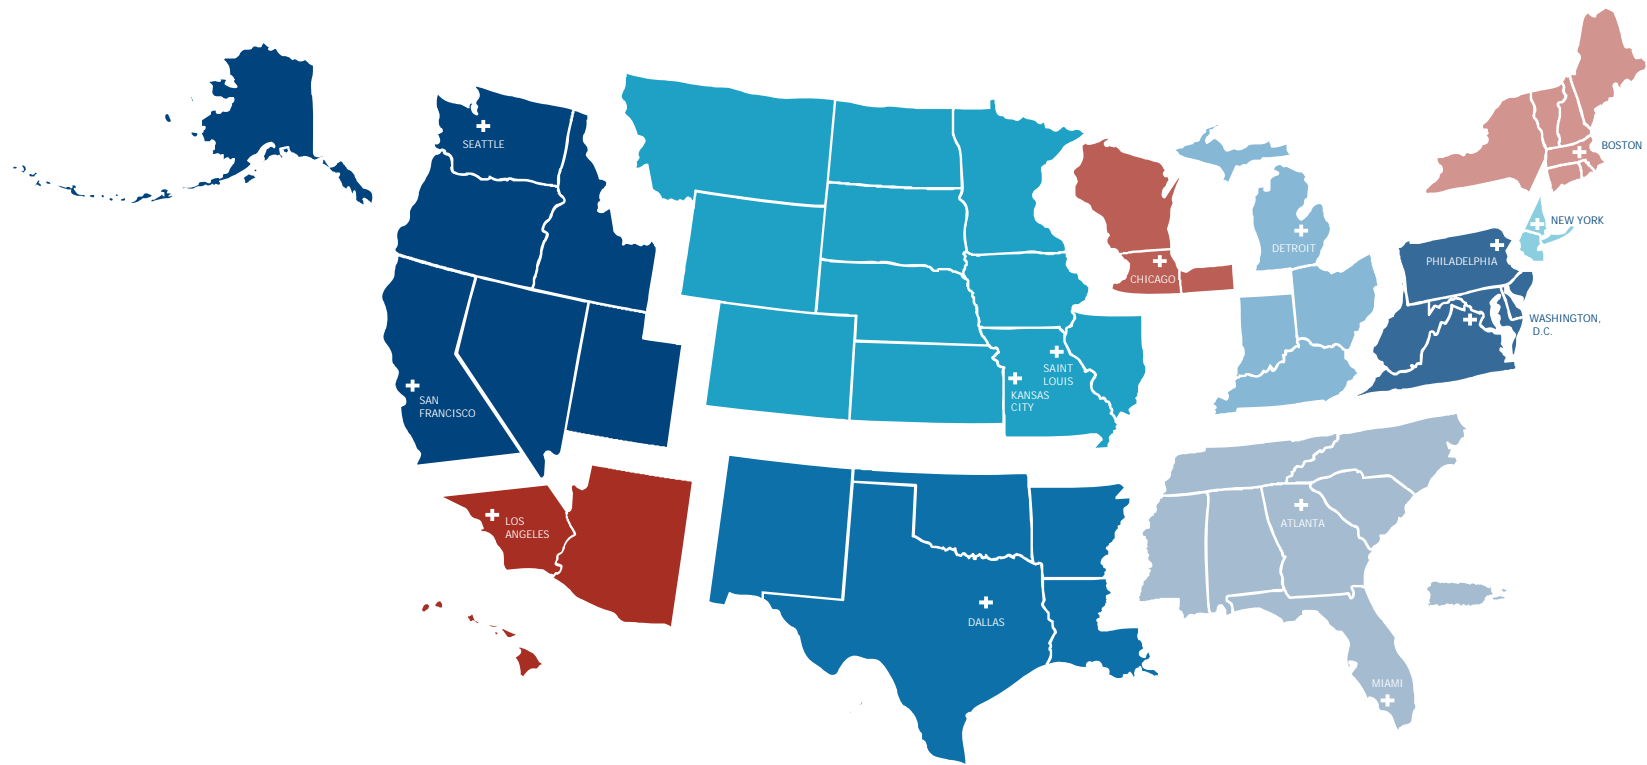 SEATTLE
BOSTON
NEW YORK
DETROIT
PHILADELPHIA
CHICAGO
WASHINGTON,
D.C.
SAINT
LOUIS
KANSAS
CITY
SAN
FRANCISCO
LOS
ANGELES
ATLANTA
DALLAS
MIAMI